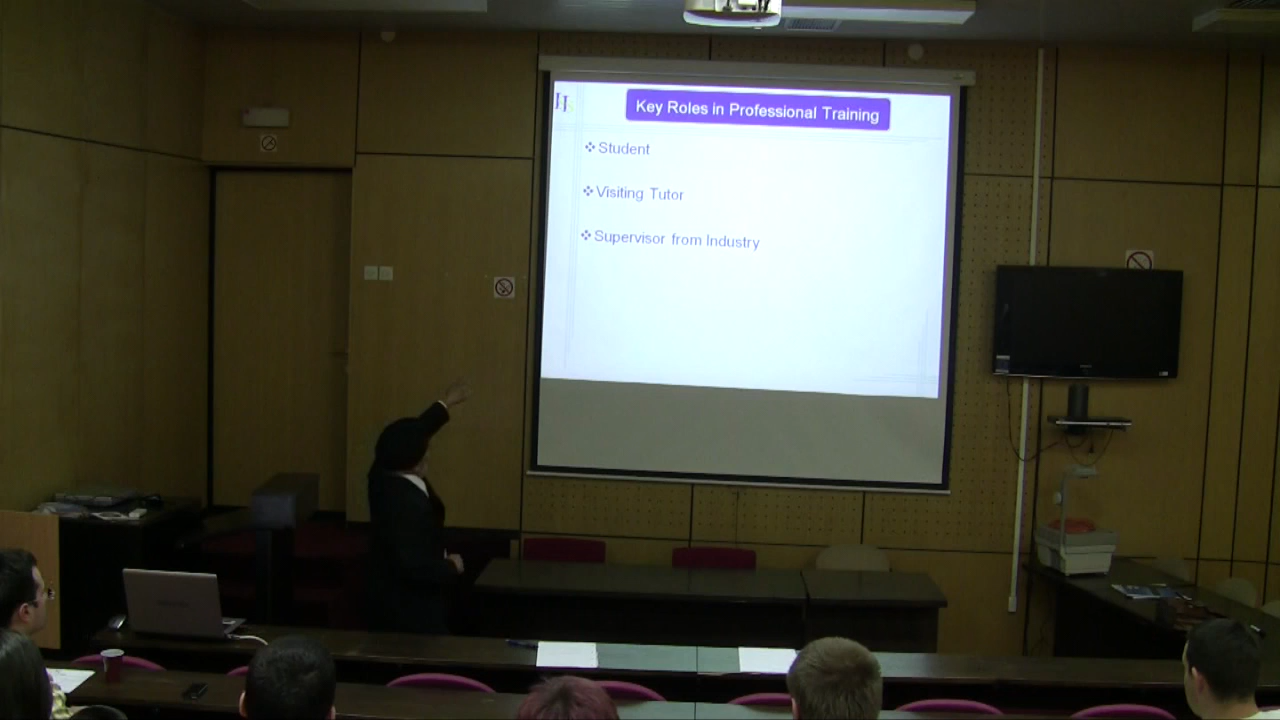 Key Roles in Professional Training
Student
Visiting Tutor
Supervisor from Industry